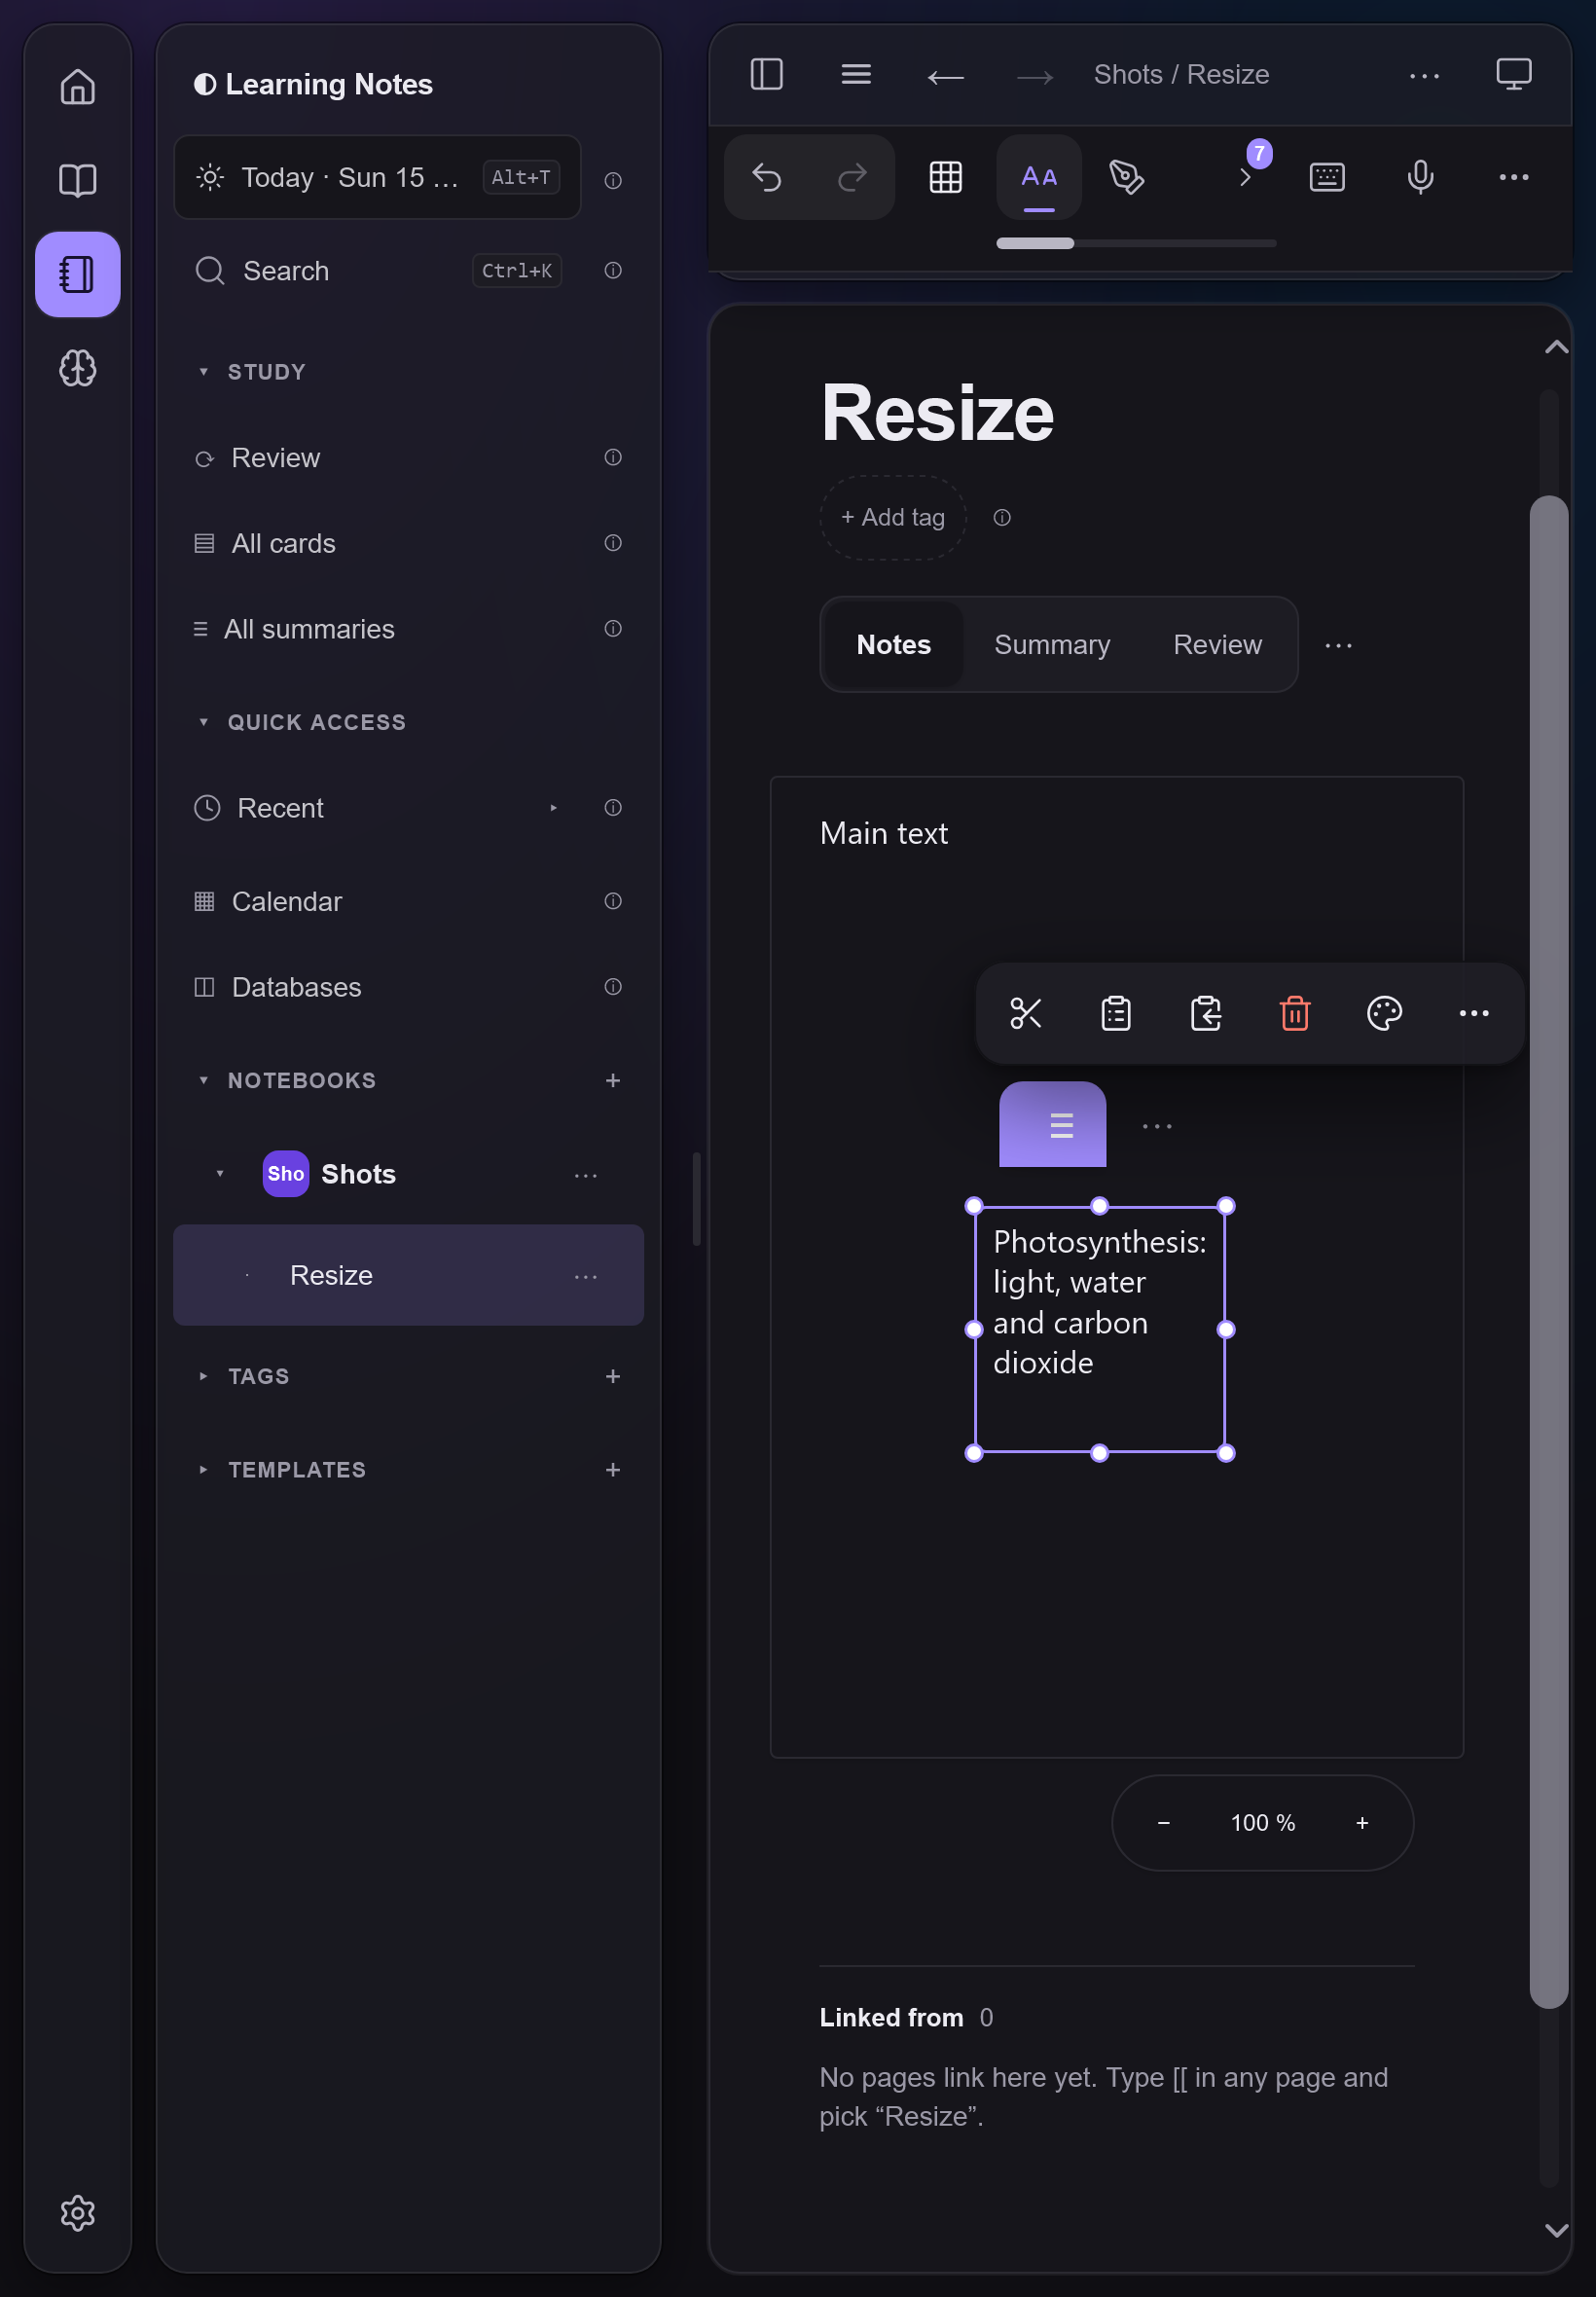 Learning Notes
Today · Sun 15 … Alt+T
Search Ctrl+K
STUDY
Review
All cards
All summaries
QUICK ACCESS
Recent
Calendar
Databases
NOTEBOOKS +
Sho Shots ...
Resize ...
TAGS +
TEMPLATES +
Shots / Resize ...
Aa
7
Resize
+ Add tag
Notes Summary Review ...
Main text
Photosynthesis:
light, water
and carbon
dioxide
− 100 % +
Linked from 0
No pages link here yet. Type [[ in any page and
pick “Resize”.